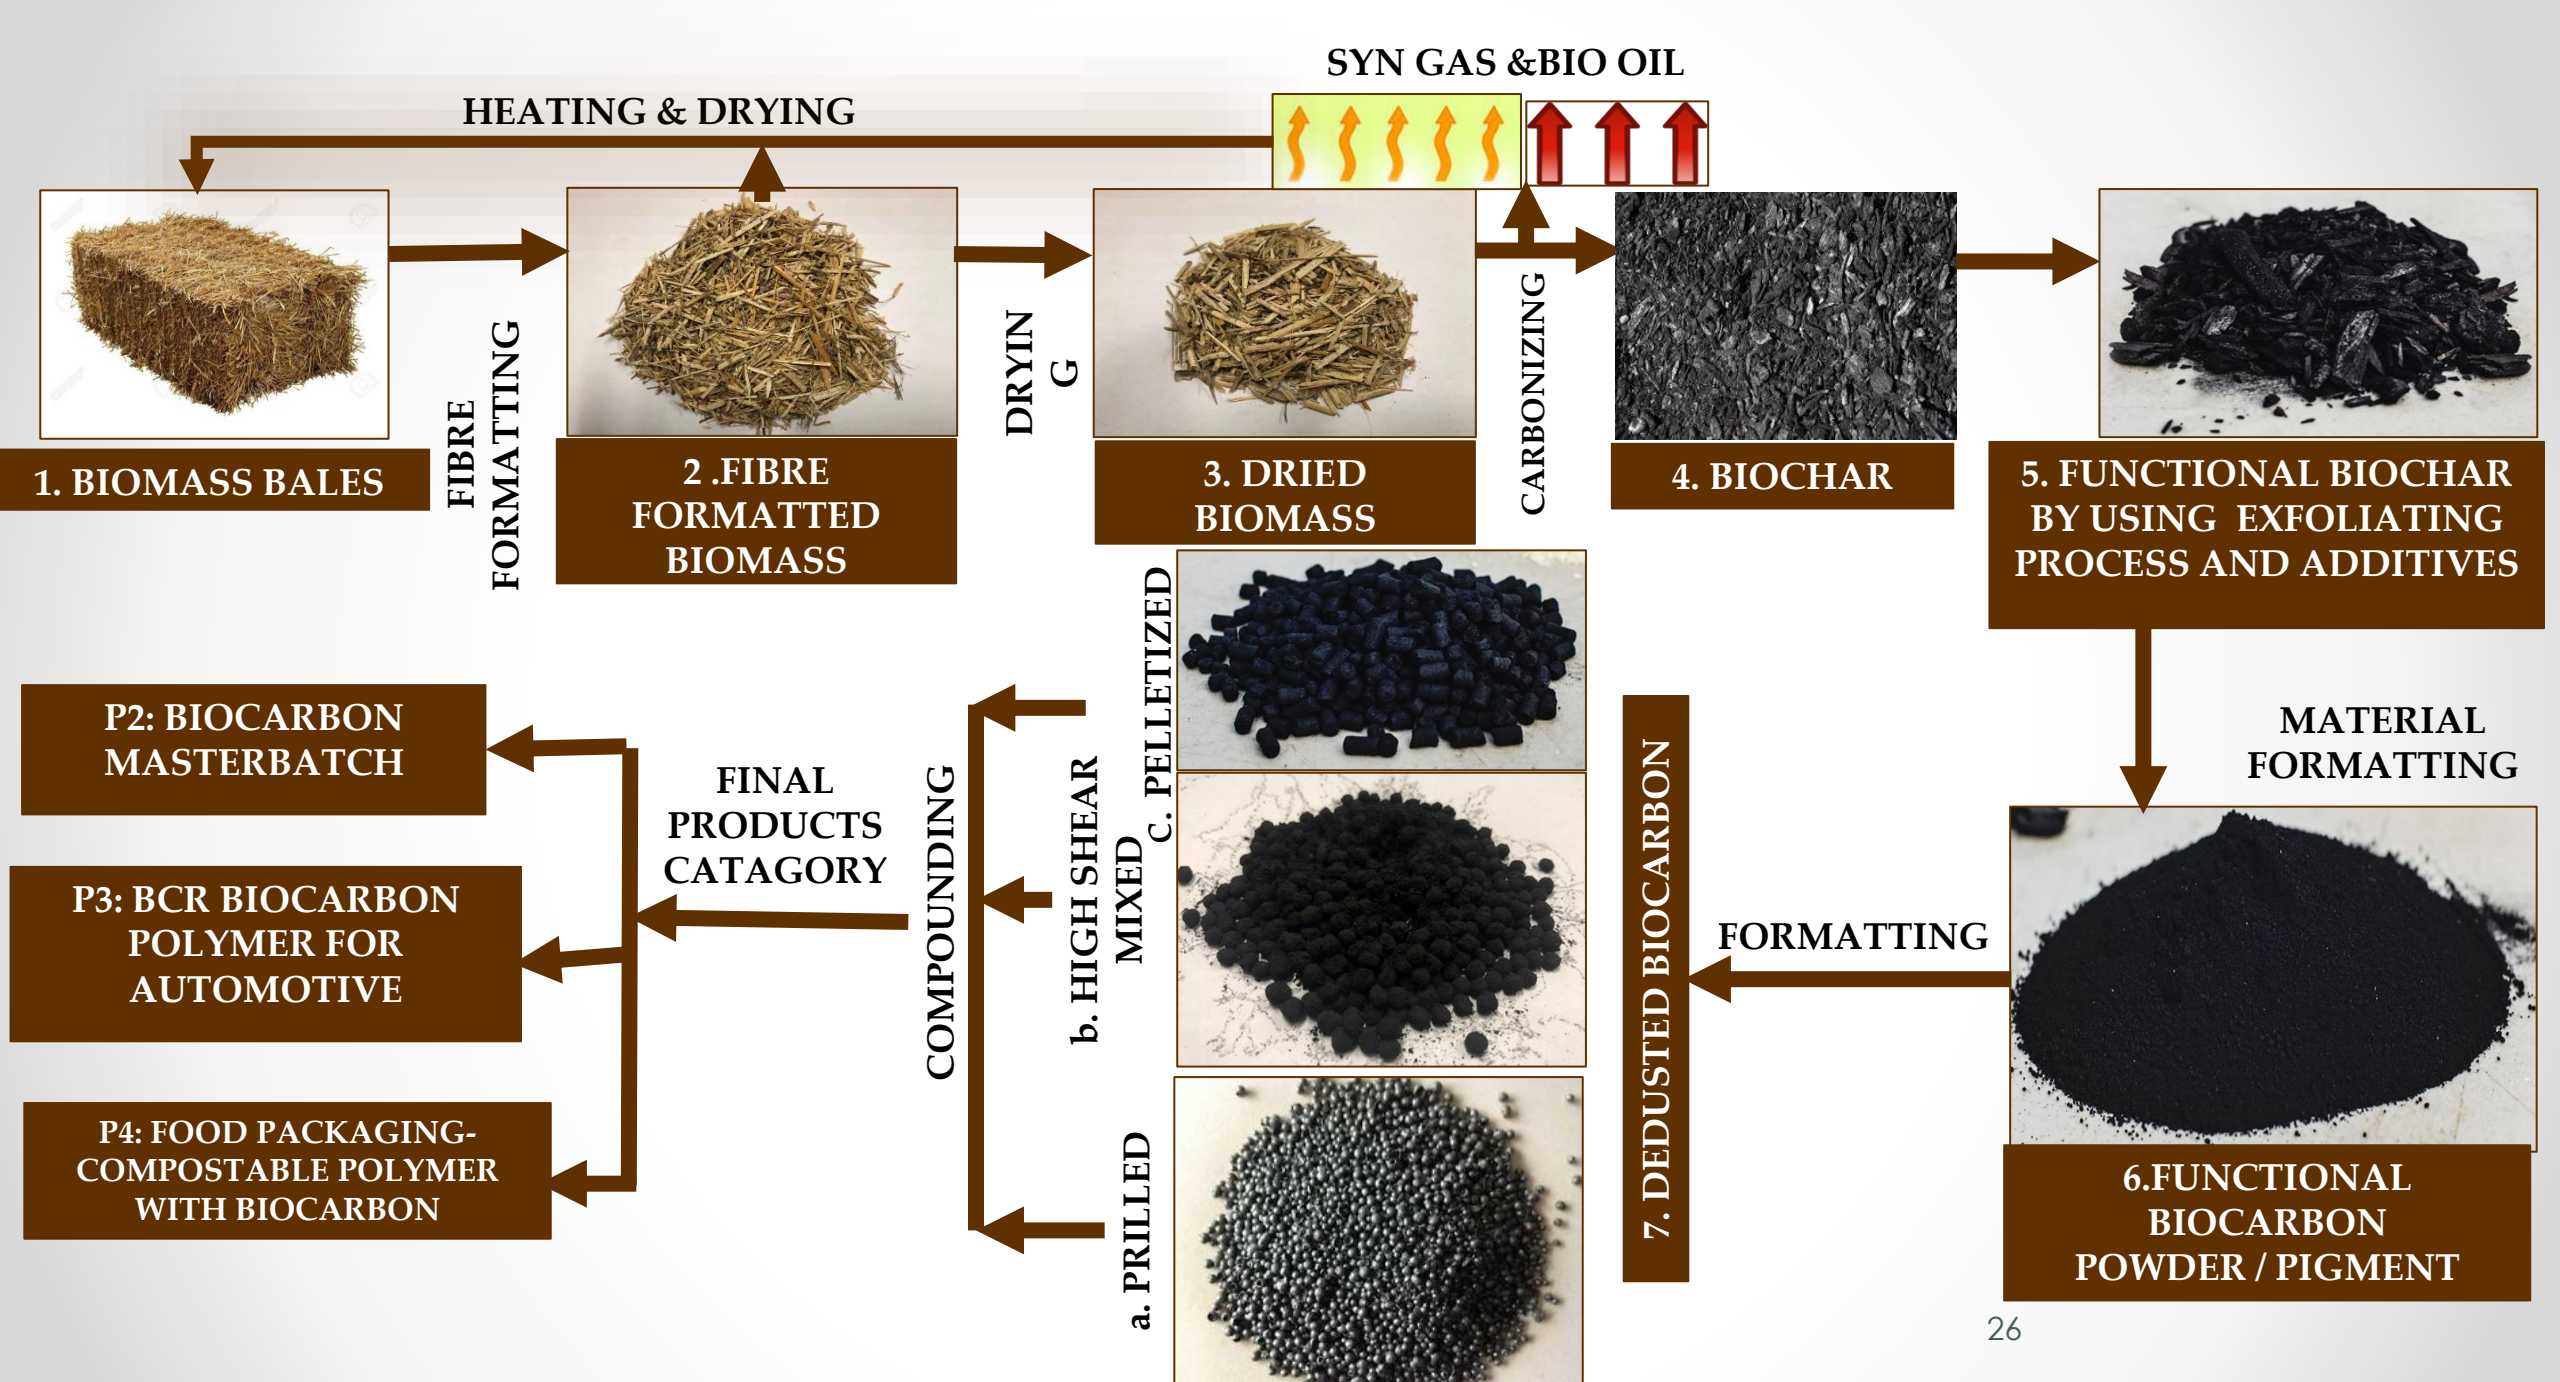 SYN GAS &BIO OIL
HEATING & DRYING
1. BIOMASS BALES
FIBRE
FORMATTING
2 .FIBRE
FORMATTED
BIOMASS
DRYIN
G
3. DRIED
BIOMASS
CARBONIZING
4. BIOCHAR
5. FUNCTIONAL BIOCHAR
BY USING  EXFOLIATING
PROCESS AND ADDITIVES
MATERIAL
FORMATTING
6.FUNCTIONAL
BIOCARBON
POWDER / PIGMENT
FORMATTING
7. DEDUSTED BIOCARBON
C. PELLETIZED
b. HIGH SHEAR
MIXED
a. PRILLED
COMPOUNDING
FINAL
PRODUCTS
CATAGORY
P2: BIOCARBON
MASTERBATCH
P3: BCR BIOCARBON
POLYMER FOR
AUTOMOTIVE
P4: FOOD PACKAGING-
COMPOSTABLE POLYMER
WITH BIOCARBON
26